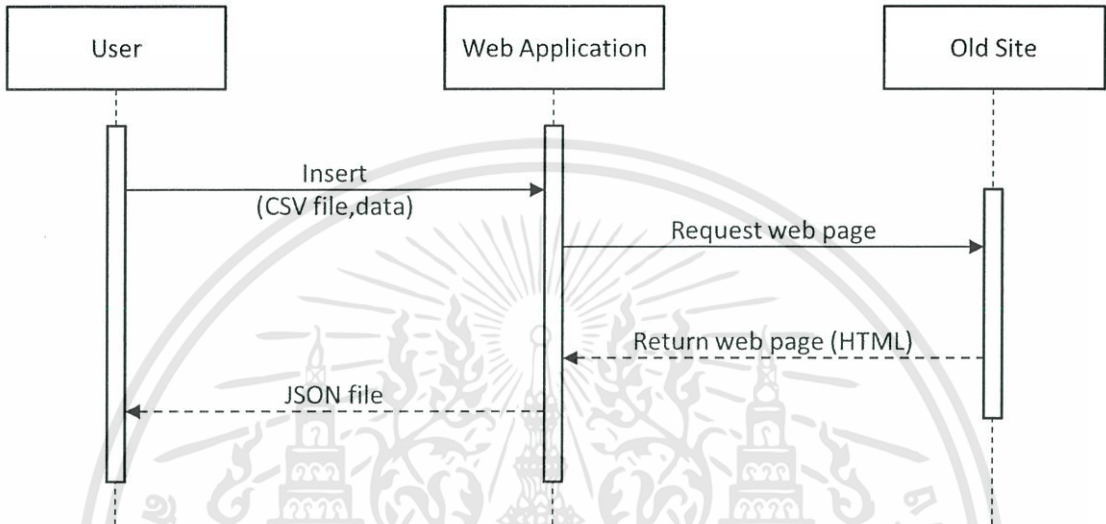 User
Web Application
Old Site
Insert
(CSV file,data)
Request web page
Return web page (HTML)
JSON file